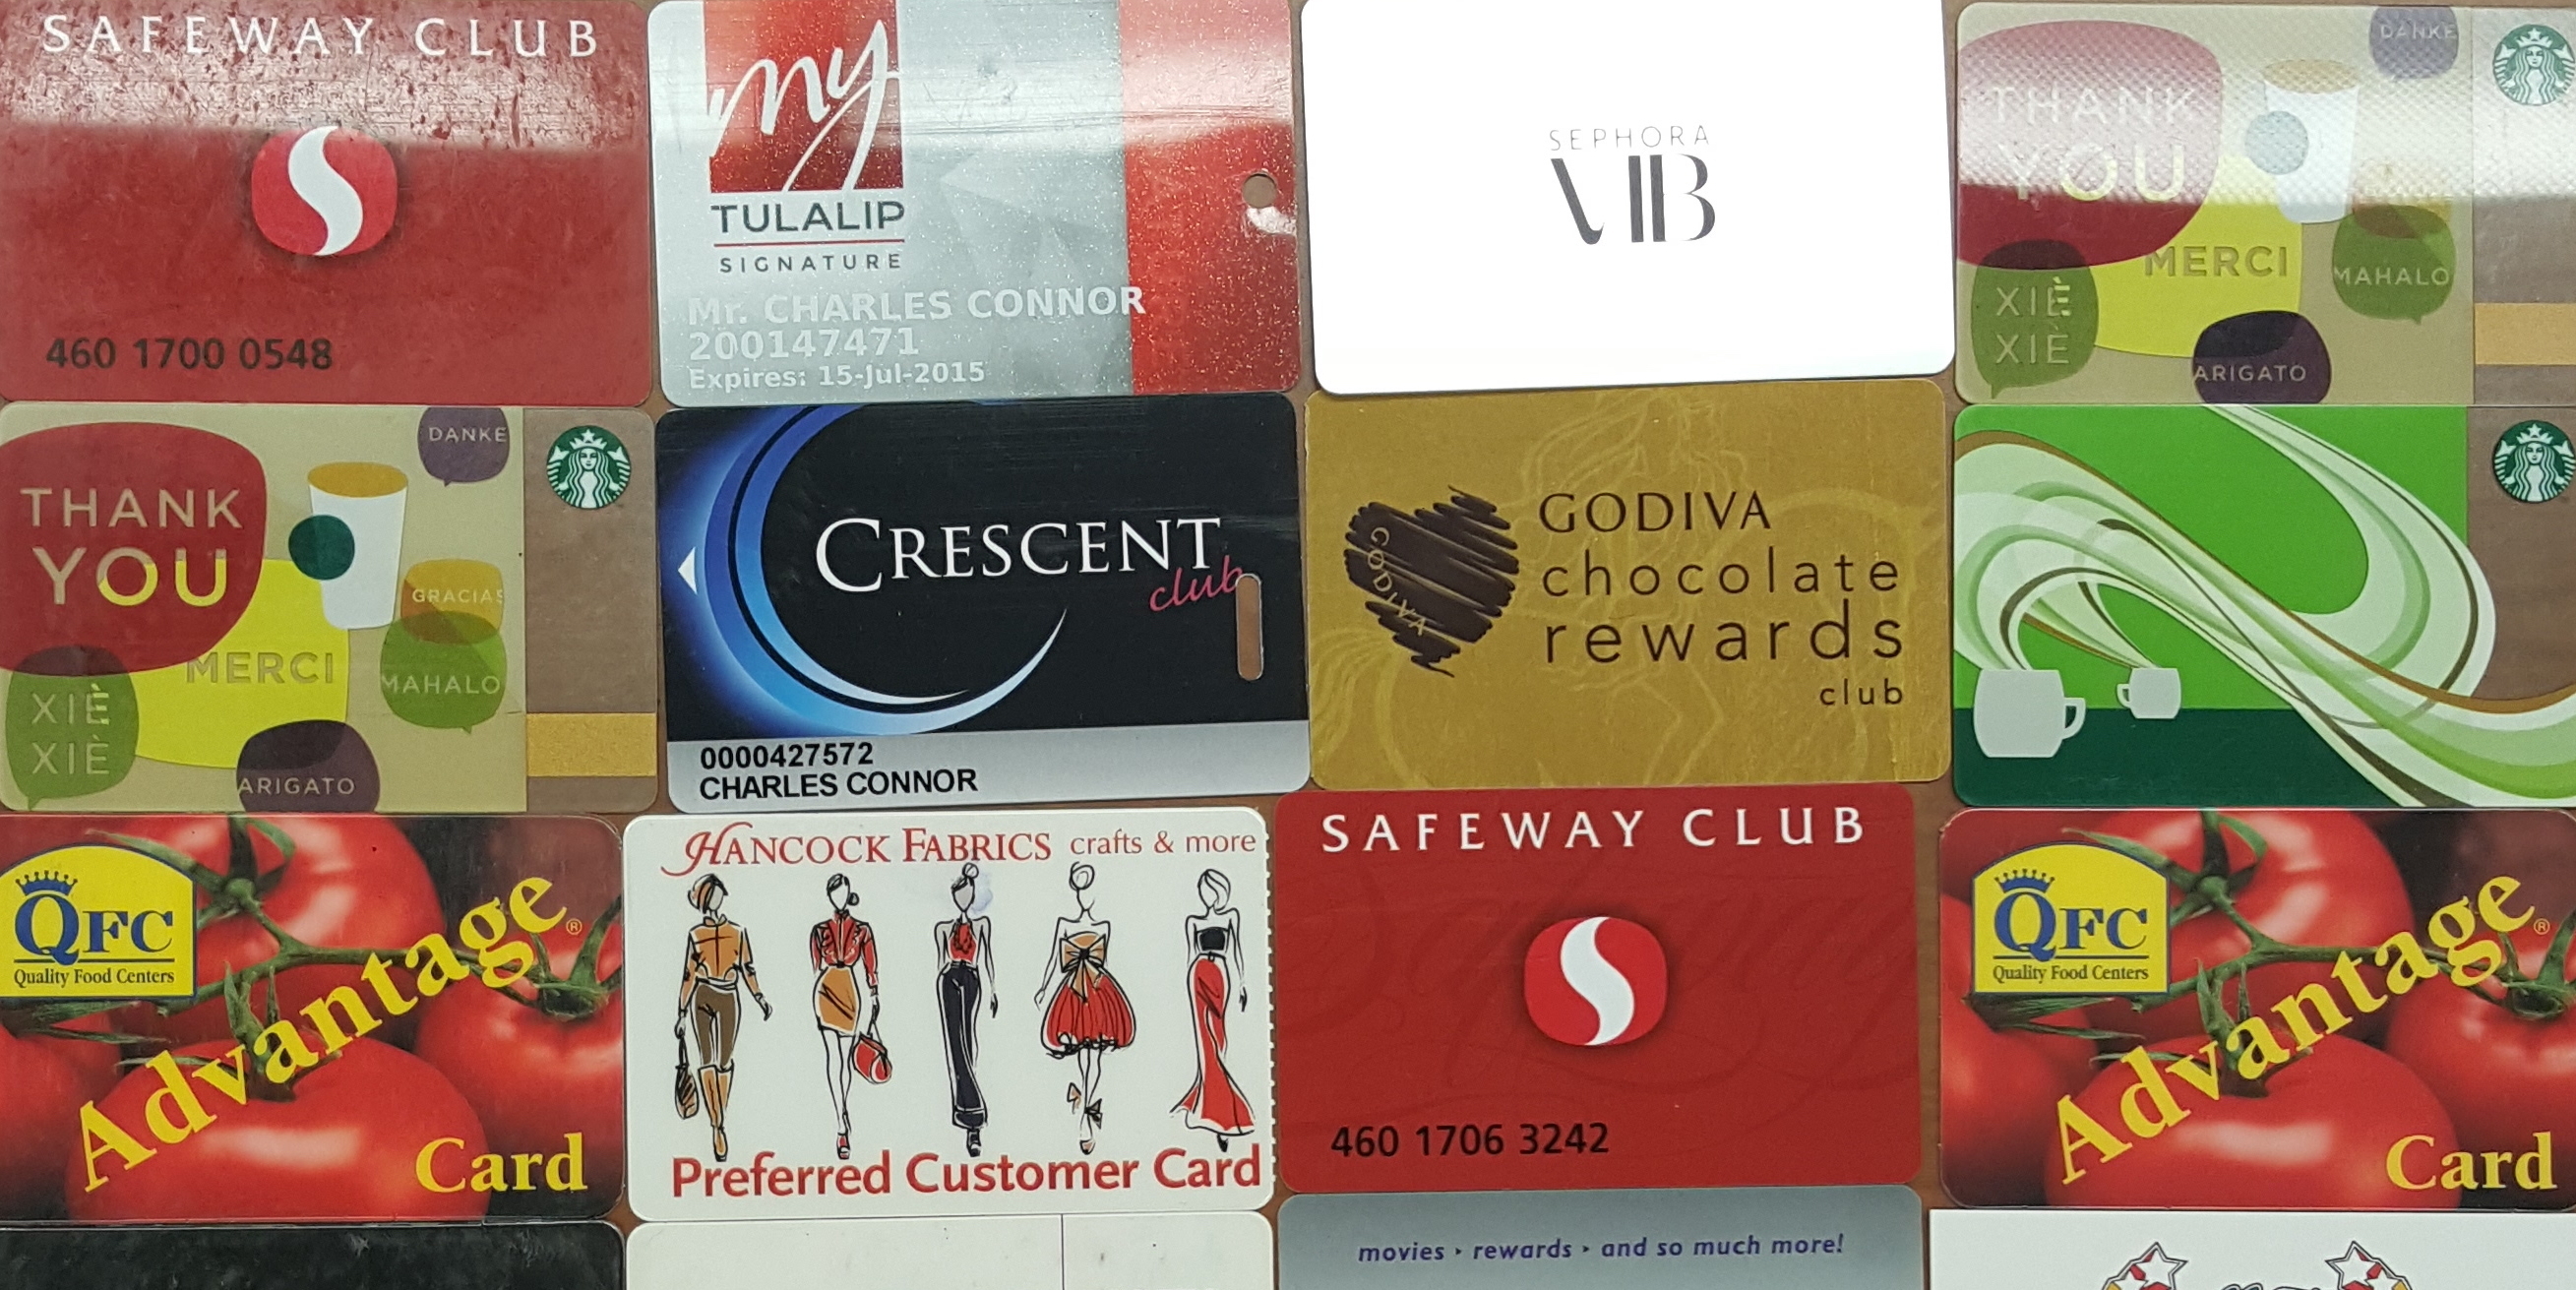 SAFEWAY CLUB
460 1700 0548
my
TULALIP
SIGNATURE
Mr. CHARLES CONNOR
200147471
Expires: 15-Jul-2015
SEPHORA
VIB
DANKE
THANK
YOU
MERCI
MAHALO
XIÈ
XIÈ
ARIGATO
DANKE
THANK
YOU
GRACIAS
MERCI
MAHALO
XIÈ
XIÈ
ARIGATO
CRESCENT
club
0000427572
CHARLES CONNOR
GODIVA
GODIVA
chocolate
rewards
club
QFC
Quality Food Centers
Advantage®
Card
HANCOCK FABRICS crafts & more
Preferred Customer Card
SAFEWAY CLUB
460 1706 3242
QFC
Quality Food Centers
Advantage®
Card
movies › rewards › and so much more!